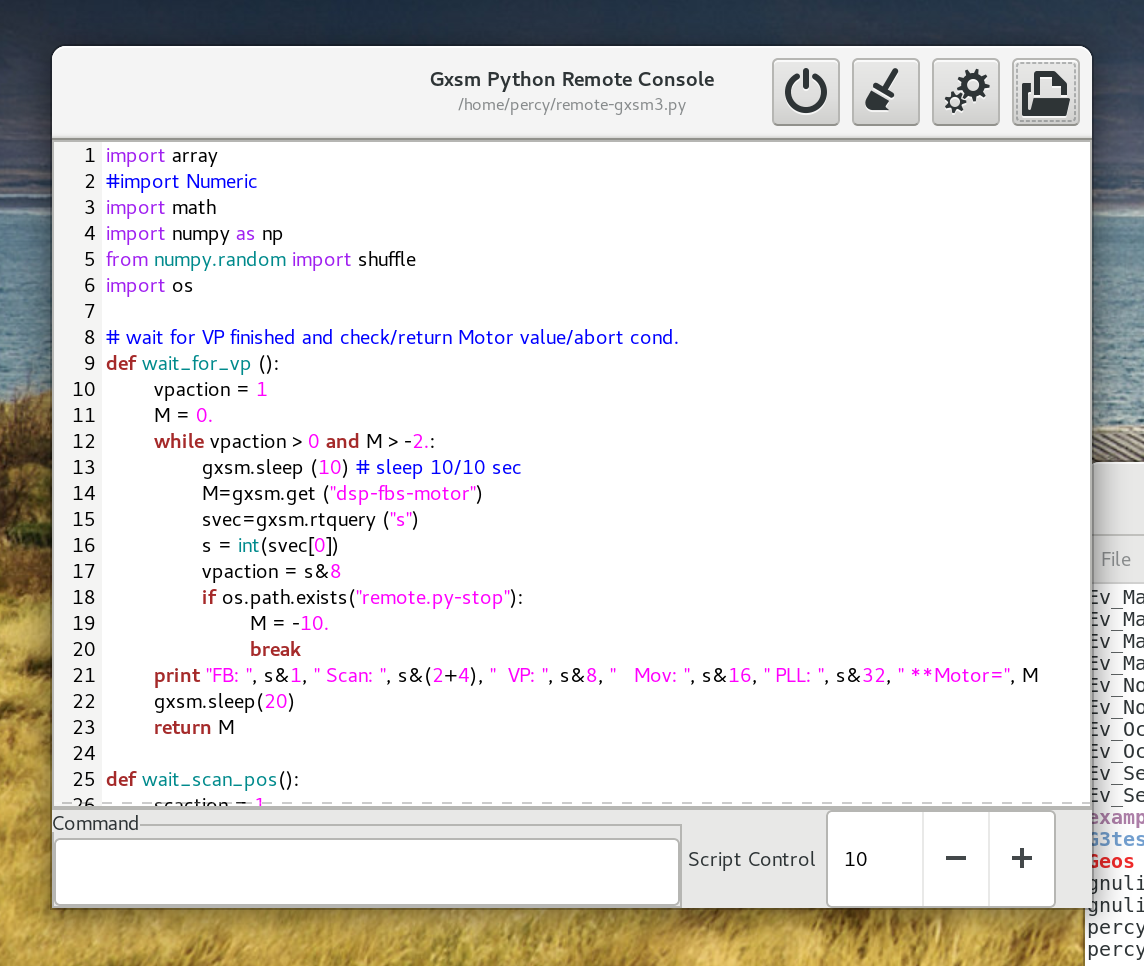 Gxsm Python Remote Console
/home/percy/remote-gxsm3.py
1 import array
2 #import Numeric
3 import math
4 import numpy as np
5 from numpy.random import shuffle
6 import os
7
8 # wait for VP finished and check/return Motor value/abort cond.
9 def wait_for_vp ():
10 vpaction = 1
11 M = 0.
12 while vpaction > 0 and M > -2.:
13 gxsm.sleep (10) # sleep 10/10 sec
14 M=gxsm.get ("dsp-fbs-motor")
15 svec=gxsm.rtquery ("s")
16 s = int(svec[0])
17 vpaction = s&8
18 if os.path.exists("remote.py-stop"):
19 M = -10.
20 break
21 print "FB: ", s&1, " Scan: ", s&(2+4), "  VP: ", s&8, "   Mov: ", s&16, " PLL: ", s&32, " **Motor=", M
22 gxsm.sleep(20)
23 return M
24
25 def wait_scan_pos():
26 scaction = 1
Command
Script Control 10 − +
File
Ev_Ma
Ev_Ma
Ev_Ma
Ev_Ma
Ev_No
Ev_No
Ev_Oc
Ev_Oc
Ev_Se
Ev_Se
examp
G3tes
Geos
gnuli
gnuli
percy
percy